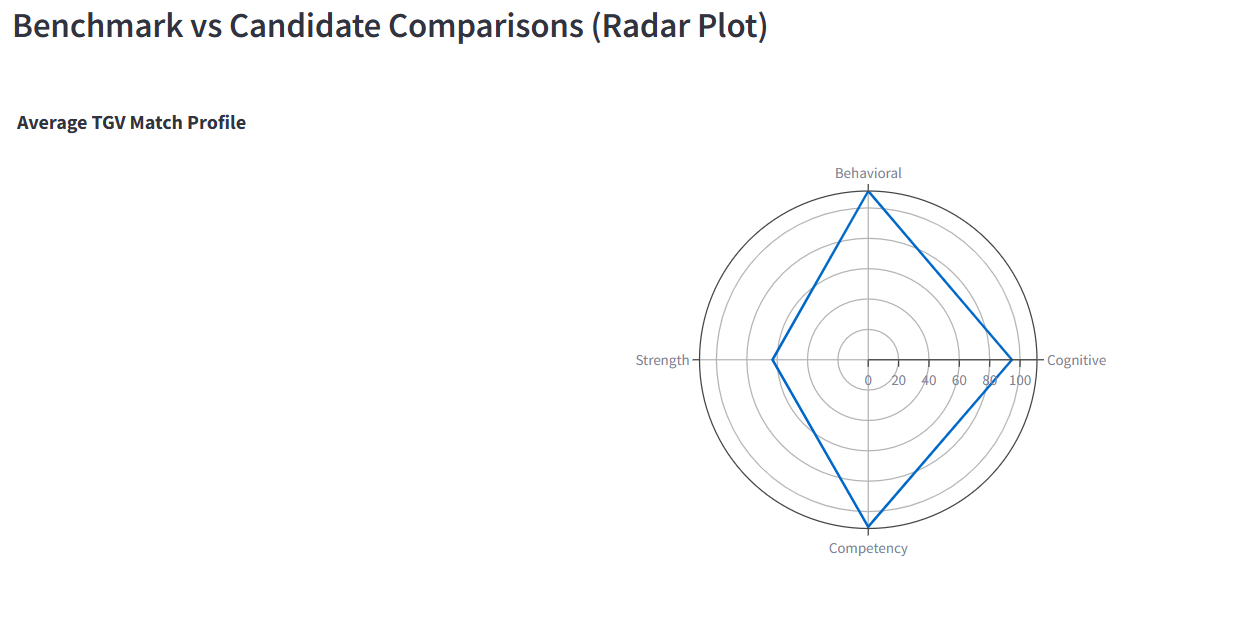 Benchmark vs Candidate Comparisons (Radar Plot)
Average TGV Match Profile
Behavioral
Strength
Cognitive
0 20 40 60 80 100
Competency